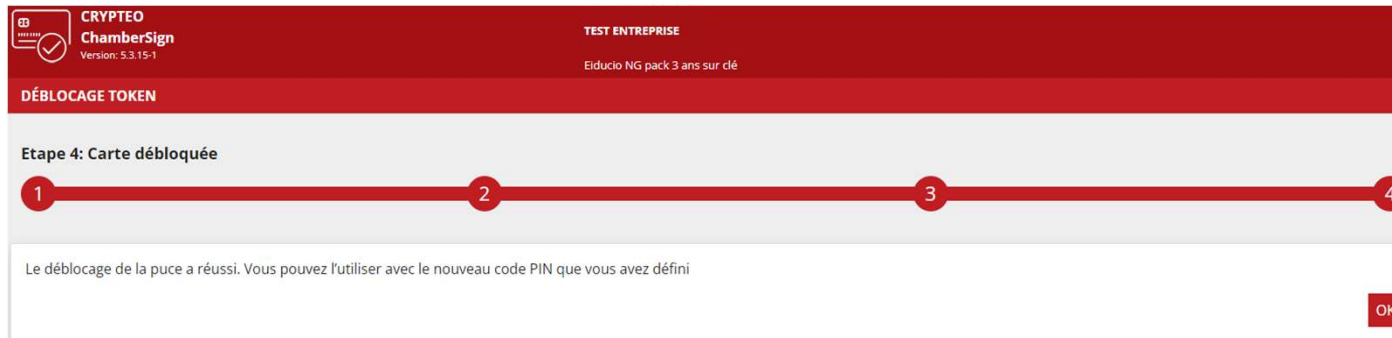 CRYPTEO
ChamberSign
Version: 5.3.15-1
TEST ENTREPRISE
Eiducio NG pack 3 ans sur clé
DÉBLOCAGE TOKEN
Etape 4: Carte débloquée
1 2 3 4
Le déblocage de la puce a réussi. Vous pouvez l’utiliser avec le nouveau code PIN que vous avez défini
OK